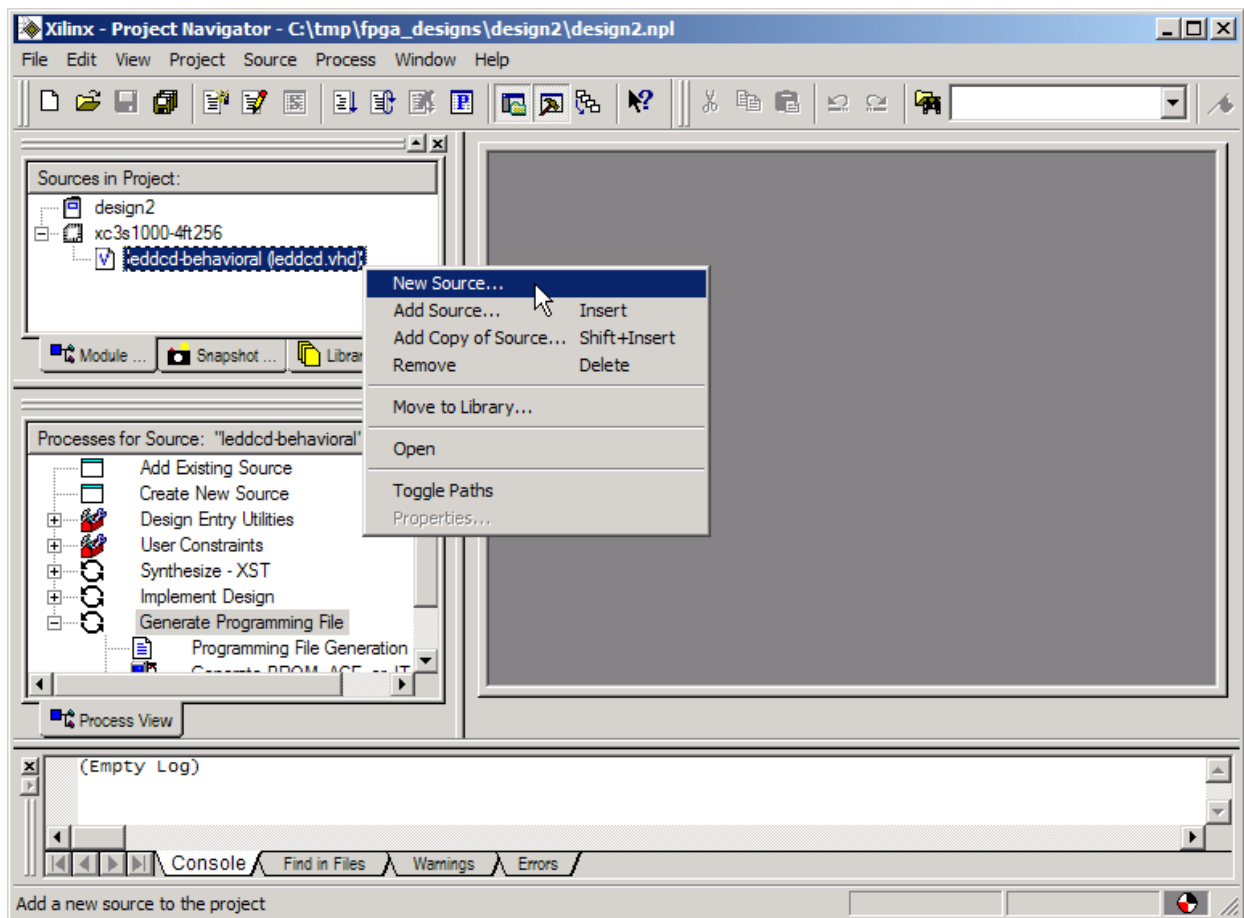 Xilinx - Project Navigator - C:\tmp\fpga_designs\design2\design2.npl
File Edit View Project Source Process Window Help
Sources in Project:
design2
xc3s1000-4ft256
leddcd-behavioral (leddcd.vhd)
New Source...
Add Source... Insert
Add Copy of Source... Shift+Insert
Remove Delete
Move to Library...
Open
Toggle Paths
Properties...
Module ... Snapshot ... Librar
Processes for Source: "leddcd-behavioral"
Add Existing Source
Create New Source
Design Entry Utilities
User Constraints
Synthesize - XST
Implement Design
Generate Programming File
Programming File Generation
Process View
(Empty Log)
Console Find in Files Warnings Errors
Add a new source to the project